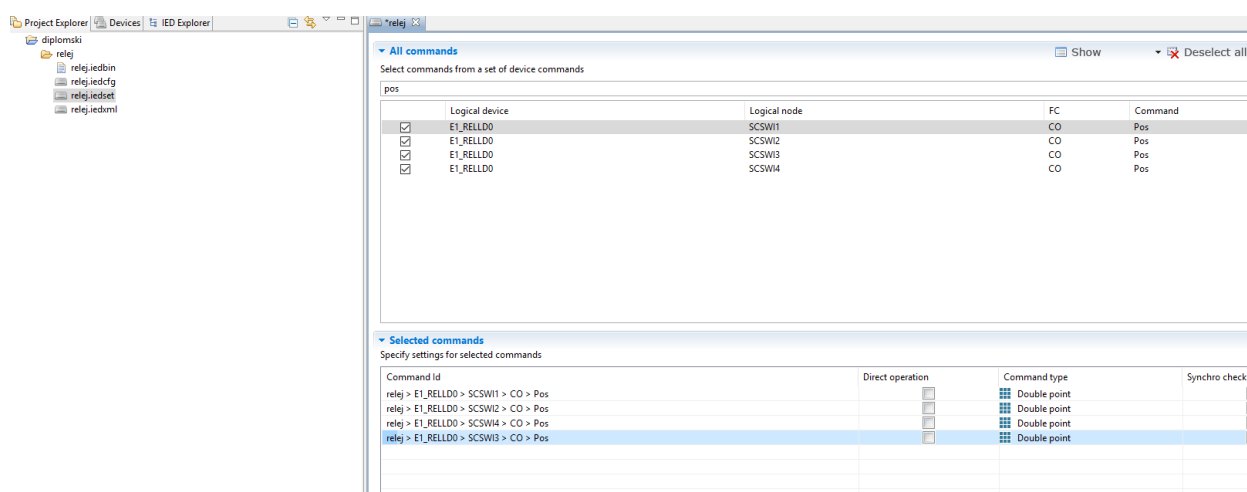 Project Explorer Devices IED Explorer
diplomski
relej
relej.iedbin
relej.iedcfg
relej.iedset
relej.iedxml
*relej
All commands Show Deselect all
Select commands from a set of device commands
pos
Logical device Logical node FC Command
E1_RELLD0 SCSWI1 CO Pos
E1_RELLD0 SCSWI2 CO Pos
E1_RELLD0 SCSWI3 CO Pos
E1_RELLD0 SCSWI4 CO Pos
Selected commands
Specify settings for selected commands
Command Id Direct operation Command type Synchro check
relej > E1_RELLD0 > SCSWI1 > CO > Pos Double point
relej > E1_RELLD0 > SCSWI2 > CO > Pos Double point
relej > E1_RELLD0 > SCSWI4 > CO > Pos Double point
relej > E1_RELLD0 > SCSWI3 > CO > Pos Double point